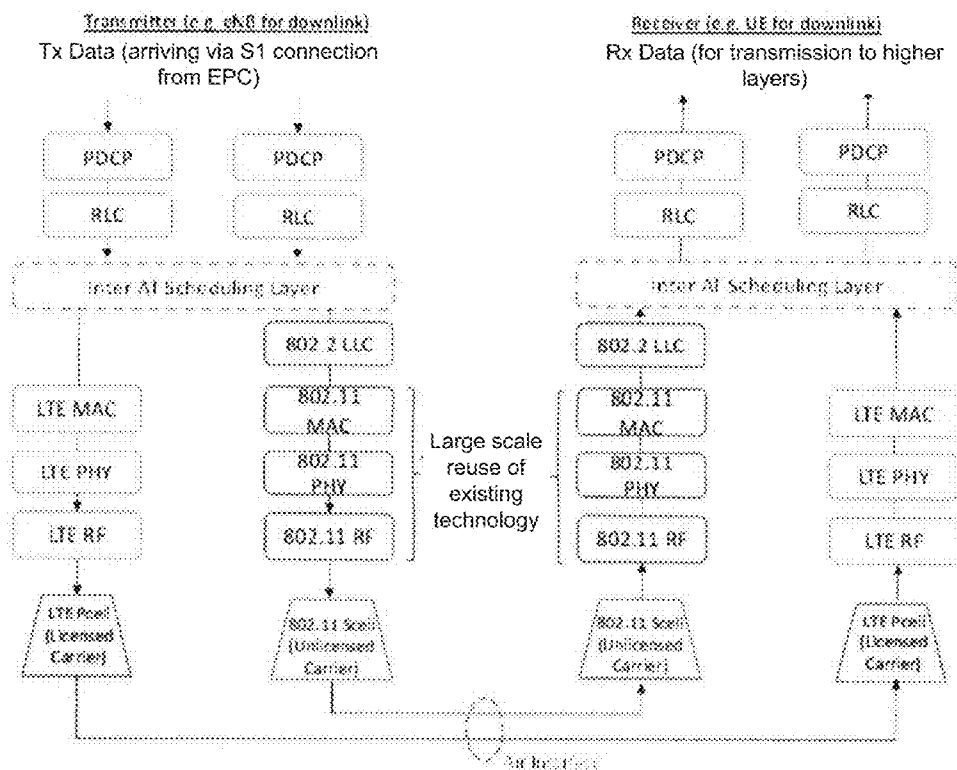 Transmitter (e.g. eNB for downlink)
Tx Data (arriving via S1 connection
from EPC)
PDCP
PDCP
RLC
RLC
Inter AT Scheduling Layer
802.2 LLC
LTE MAC
802.11
MAC
LTE PHY
802.11
PHY
LTE RF
802.11 RF
LTE Pcell
(Licensed
Carrier)
802.11 Scell
(Unlicensed
Carrier)
Large scale
reuse of
existing
technology
Receiver (e.g. UE for downlink)
Rx Data (for transmission to higher
layers)
PDCP
PDCP
RLC
RLC
Inter AT Scheduling Layer
802.2 LLC
802.11
MAC
LTE MAC
802.11
PHY
LTE PHY
802.11 RF
LTE RF
802.11 Scell
(Unlicensed
Carrier)
LTE Pcell
(Licensed
Carrier)